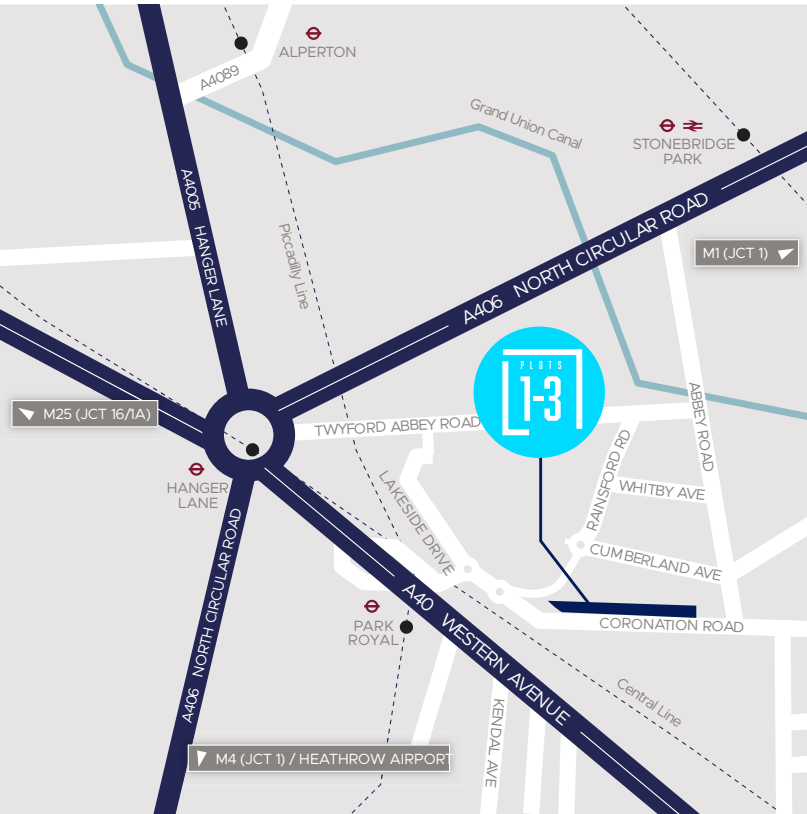 ALPERTON
A4089
Grand Union Canal
STONEBRIDGE
PARK
A4005 HANGER LANE
Piccadilly Line
A406 NORTH CIRCULAR ROAD
M1 (JCT 1)
PLOTS
1-3
M25 (JCT 16/1A)
TWYFORD ABBEY ROAD
ABBEY ROAD
HANGER
LANE
LAKESIDE DRIVE
RAINSFORD RD
WHITBY AVE
CUMBERLAND AVE
A406 NORTH CIRCULAR ROAD
A40 WESTERN AVENUE
PARK
ROYAL
CORONATION ROAD
Central Line
KENDAL AVE
M4 (JCT 1) / HEATHROW AIRPORT